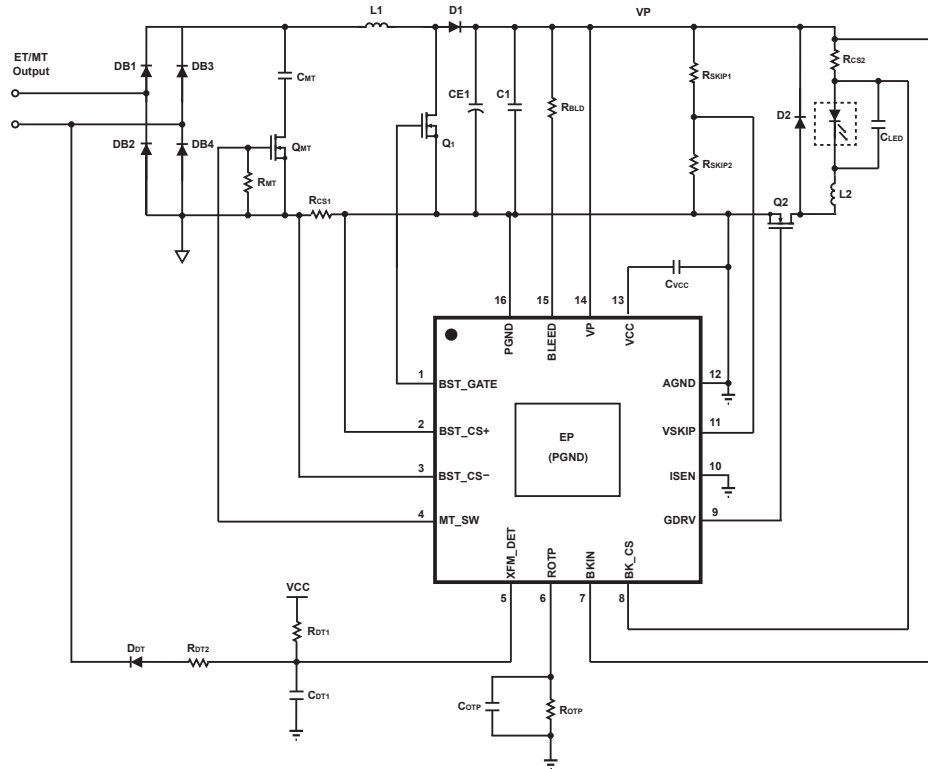 L1
D1
VP
ET/MT
Output
DB1
DB3
CMT
CE1
C1
RBLD
RSKIP1
RCS2
D2
CLED
DB2
DB4
QMT
Q1
RMT
RSKIP2
RCS1
Q2
L2
CVCC
16
15
14
13
PGND
BLEED
VP
VCC
1
BST_GATE
AGND
12
2
BST_CS+
EP
(PGND)
VSKIP
11
3
BST_CS−
ISEN
10
4
MT_SW
GDRV
9
XFM_DET
ROTP
BKIN
BK_CS
5
6
7
8
VCC
RDT1
DDT
RDT2
CDT1
COTP
ROTP